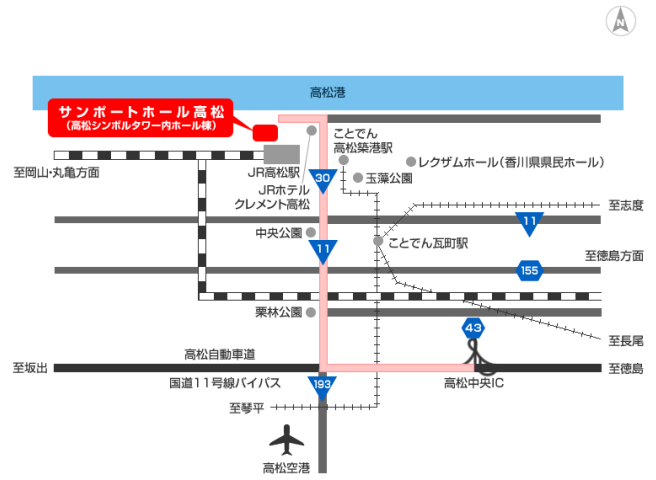 N
高松港
サンポートホール高松
（高松シンボルタワー内ホール棟）
ことでん
高松築港駅
レクザムホール（香川県県民ホール）
至岡山・丸亀方面
JR高松駅
30
玉藻公園
JRホテル
クレメント高松
至志度
11
中央公園
11
ことでん瓦町駅
至徳島方面
155
栗林公園
43
至長尾
高松自動車道
至坂出
至徳島
国道11号線バイパス
193
高松中央IC
至琴平
高松空港